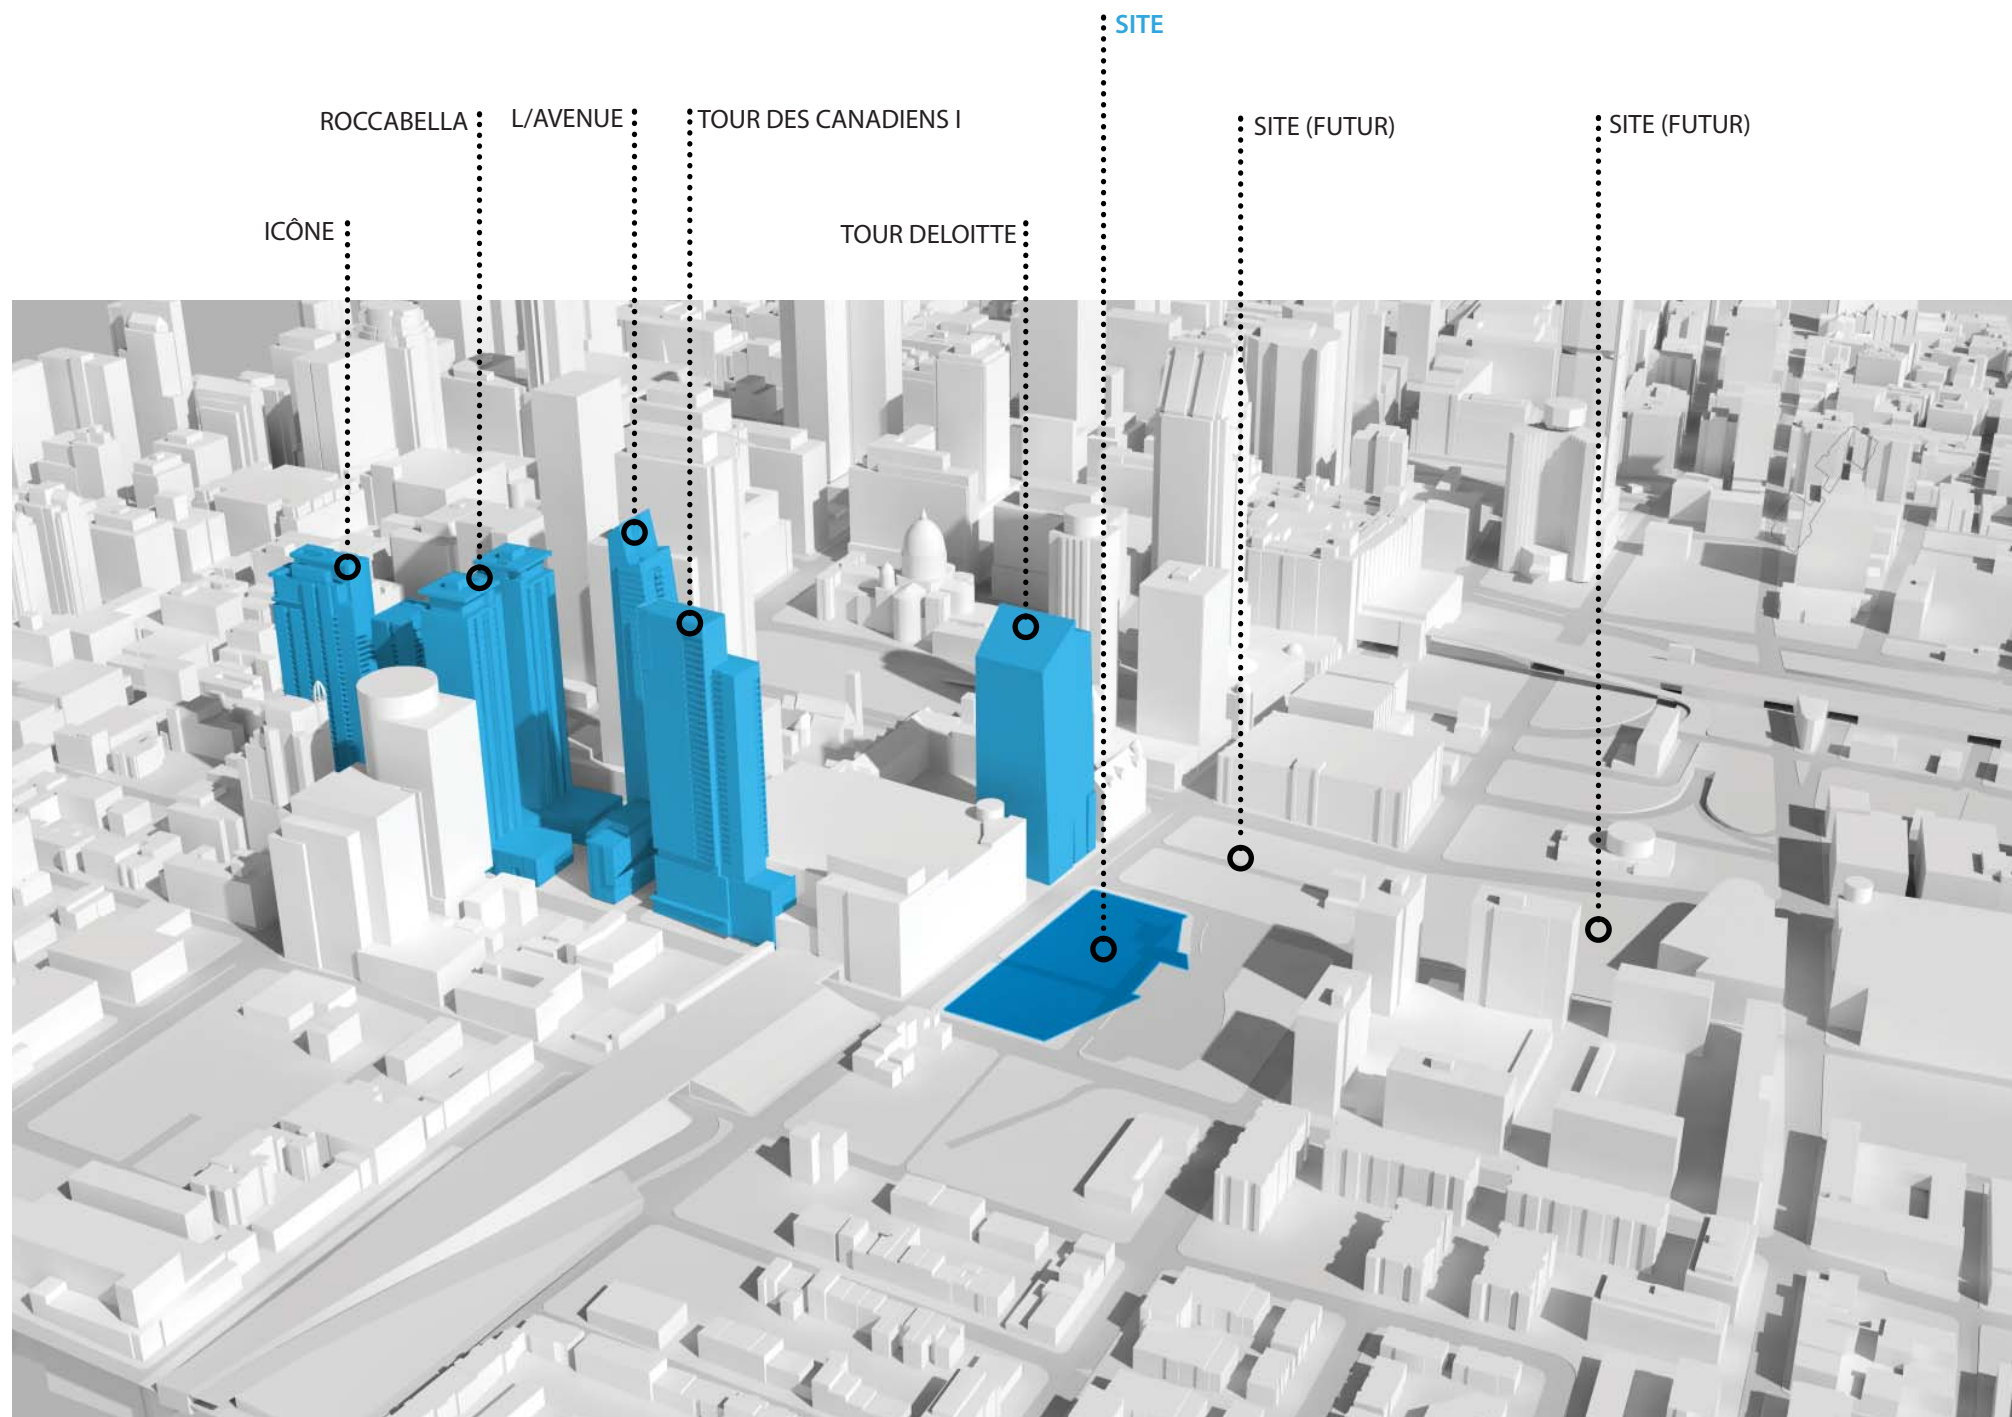 SITE
ROCCABELLA
L/AVENUE
TOUR DES CANADIENS I
SITE (FUTUR)
SITE (FUTUR)
ICÔNE
TOUR DELOITTE